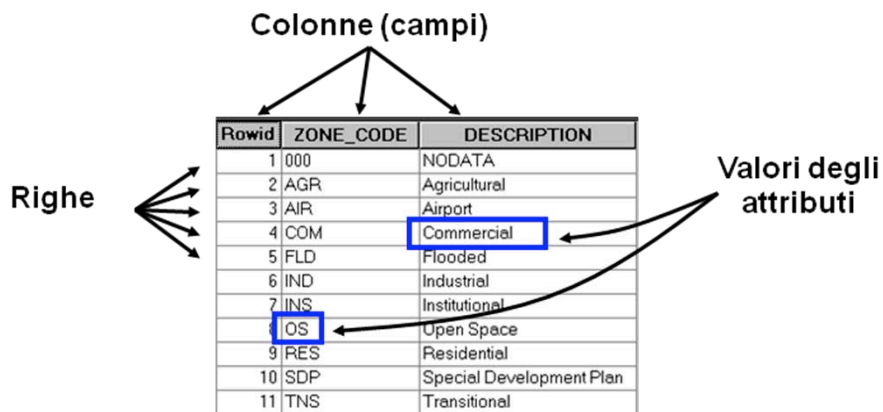 Colonne (campi)
Rowid ZONE_CODE DESCRIPTION
1 000 NODATA
2 AGR Agricultural
3 AIR Airport
4 COM Commercial
5 FLD Flooded
6 IND Industrial
7 INS Institutional
8 OS Open Space
9 RES Residential
10 SDP Special Development Plan
11 TNS Transitional
Righe
Valori degli
attributi